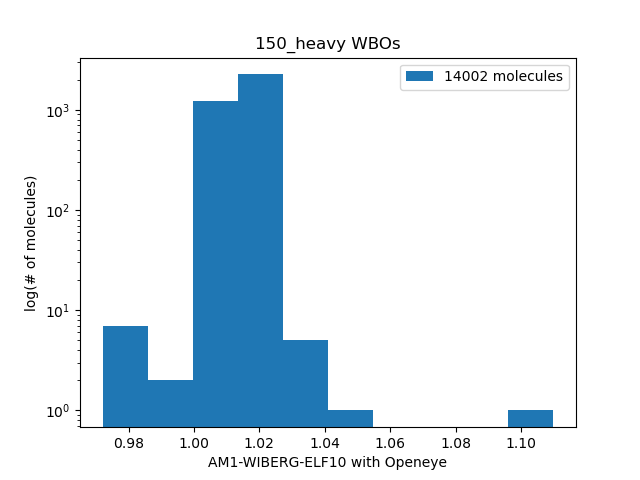 150_heavy WBOs
14002 molecules
log(# of molecules)
10³
10²
10¹
10⁰
0.98 1.00 1.02 1.04 1.06 1.08 1.10
AM1-WIBERG-ELF10 with Openeye